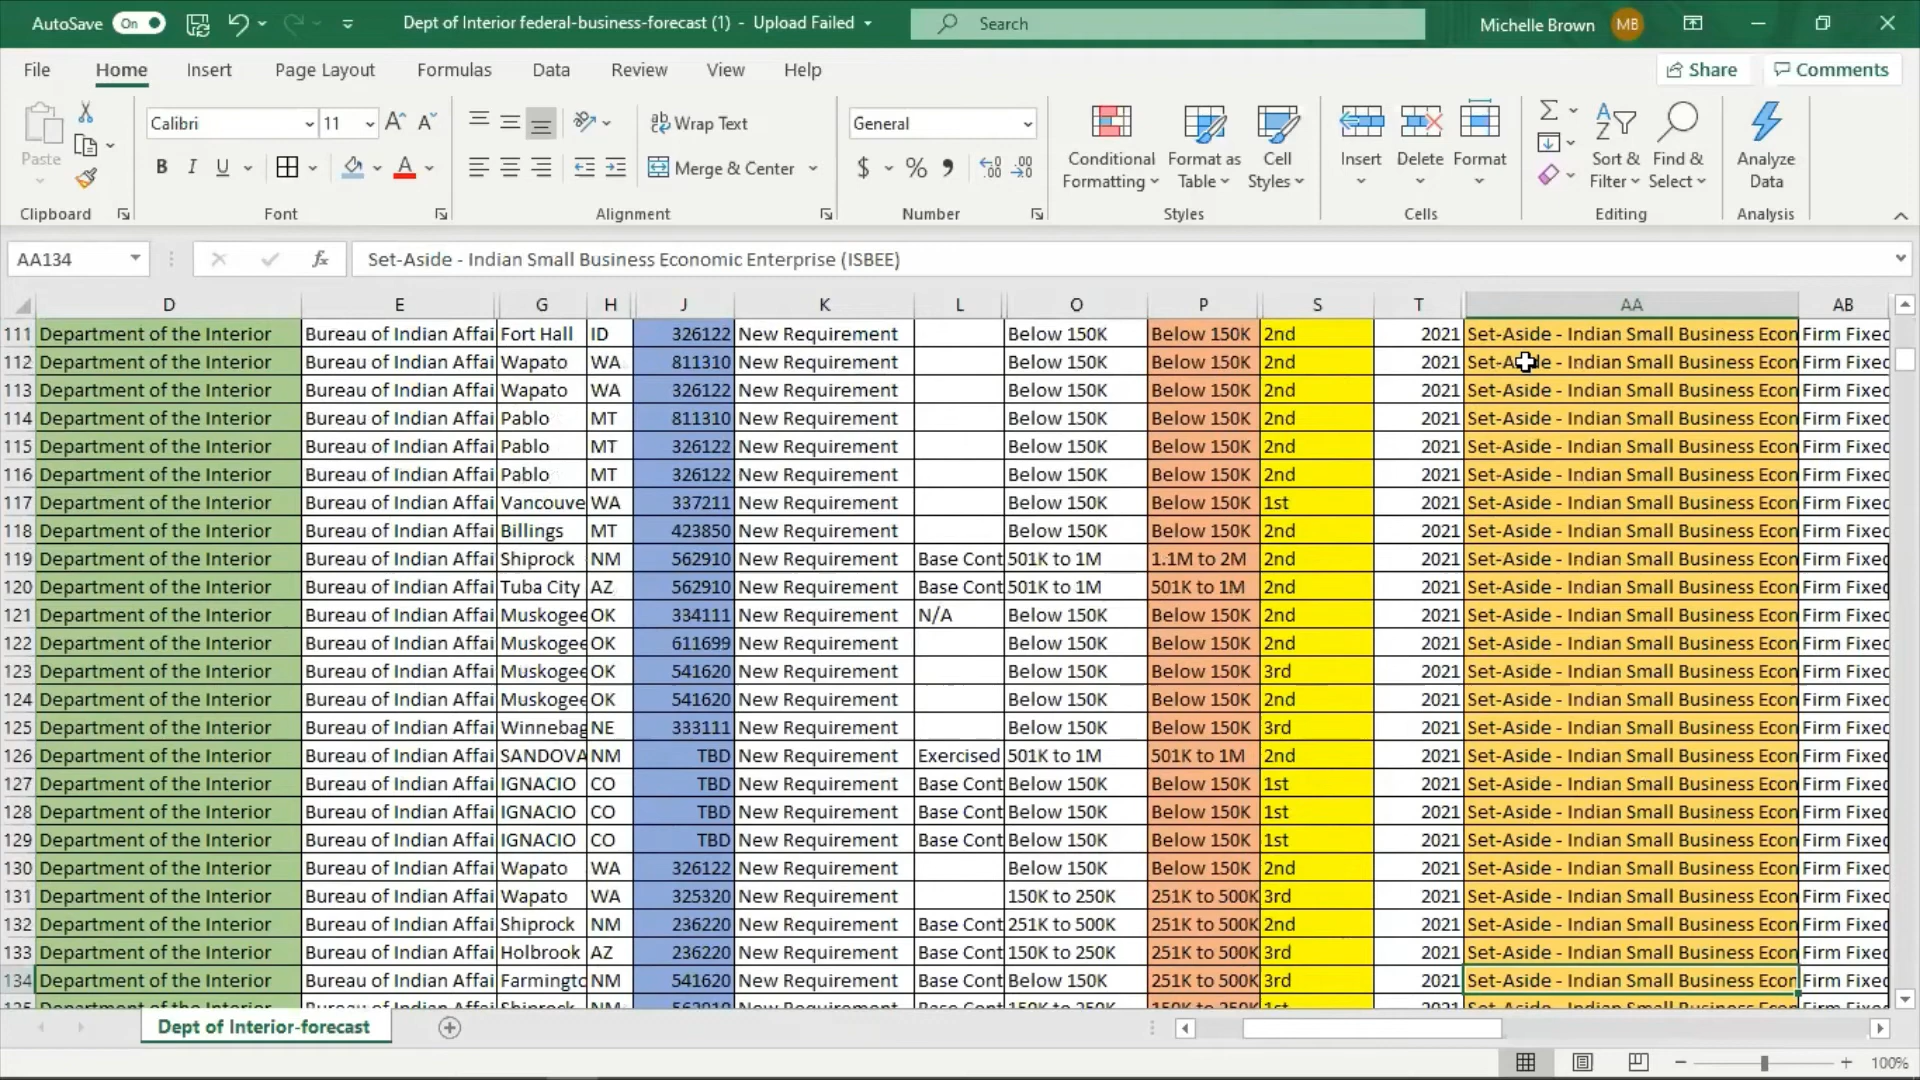 AutoSave On Dept of Interior federal-business-forecast (1) - Upload Failed Search Michelle Brown MB
File Home Insert Page Layout Formulas Data Review View Help Share Comments
Calibri 11 Wrap Text General
Paste B I U Merge & Center $ % Conditional Formatting Format as Table Cell Styles Insert Delete Format Sort & Filter Find & Select Analyze Data
Clipboard Font Alignment Number Styles Cells Editing Analysis
AA134 fx Set-Aside - Indian Small Business Economic Enterprise (ISBEE)
D E G H J K L O P S T AA AB
111 Department of the Interior Bureau of Indian Affai Fort Hall ID 326122 New Requirement Below 150K Below 150K 2nd 2021 Set-Aside - Indian Small Business Econ Firm Fixed
112 Department of the Interior Bureau of Indian Affai Wapato WA 811310 New Requirement Below 150K Below 150K 2nd 2021 Set-Aside - Indian Small Business Econ Firm Fixed
113 Department of the Interior Bureau of Indian Affai Wapato WA 326122 New Requirement Below 150K Below 150K 2nd 2021 Set-Aside - Indian Small Business Econ Firm Fixed
114 Department of the Interior Bureau of Indian Affai Pablo MT 811310 New Requirement Below 150K Below 150K 2nd 2021 Set-Aside - Indian Small Business Econ Firm Fixed
115 Department of the Interior Bureau of Indian Affai Pablo MT 326122 New Requirement Below 150K Below 150K 2nd 2021 Set-Aside - Indian Small Business Econ Firm Fixed
116 Department of the Interior Bureau of Indian Affai Pablo MT 326122 New Requirement Below 150K Below 150K 2nd 2021 Set-Aside - Indian Small Business Econ Firm Fixed
117 Department of the Interior Bureau of Indian Affai Vancouve WA 337211 New Requirement Below 150K Below 150K 1st 2021 Set-Aside - Indian Small Business Econ Firm Fixed
118 Department of the Interior Bureau of Indian Affai Billings MT 423850 New Requirement Below 150K Below 150K 2nd 2021 Set-Aside - Indian Small Business Econ Firm Fixed
119 Department of the Interior Bureau of Indian Affai Shiprock NM 562910 New Requirement Base Cont 501K to 1M 1.1M to 2M 2nd 2021 Set-Aside - Indian Small Business Econ Firm Fixed
120 Department of the Interior Bureau of Indian Affai Tuba City AZ 562910 New Requirement Base Cont 501K to 1M 501K to 1M 2nd 2021 Set-Aside - Indian Small Business Econ Firm Fixed
121 Department of the Interior Bureau of Indian Affai Muskogee OK 334111 New Requirement N/A Below 150K Below 150K 2nd 2021 Set-Aside - Indian Small Business Econ Firm Fixed
122 Department of the Interior Bureau of Indian Affai Muskogee OK 611699 New Requirement Below 150K Below 150K 2nd 2021 Set-Aside - Indian Small Business Econ Firm Fixed
123 Department of the Interior Bureau of Indian Affai Muskogee OK 541620 New Requirement Below 150K Below 150K 3rd 2021 Set-Aside - Indian Small Business Econ Firm Fixed
124 Department of the Interior Bureau of Indian Affai Muskogee OK 541620 New Requirement Below 150K Below 150K 2nd 2021 Set-Aside - Indian Small Business Econ Firm Fixed
125 Department of the Interior Bureau of Indian Affai Winnebag NE 333111 New Requirement Below 150K Below 150K 3rd 2021 Set-Aside - Indian Small Business Econ Firm Fixed
126 Department of the Interior Bureau of Indian Affai SANDOVA NM TBD New Requirement Exercised 501K to 1M 501K to 1M 2nd 2021 Set-Aside - Indian Small Business Econ Firm Fixed
127 Department of the Interior Bureau of Indian Affai IGNACIO CO TBD New Requirement Base Cont Below 150K Below 150K 1st 2021 Set-Aside - Indian Small Business Econ Firm Fixed
128 Department of the Interior Bureau of Indian Affai IGNACIO CO TBD New Requirement Base Cont Below 150K Below 150K 1st 2021 Set-Aside - Indian Small Business Econ Firm Fixed
129 Department of the Interior Bureau of Indian Affai IGNACIO CO TBD New Requirement Base Cont Below 150K Below 150K 1st 2021 Set-Aside - Indian Small Business Econ Firm Fixed
130 Department of the Interior Bureau of Indian Affai Wapato WA 326122 New Requirement Below 150K Below 150K 2nd 2021 Set-Aside - Indian Small Business Econ Firm Fixed
131 Department of the Interior Bureau of Indian Affai Wapato WA 325320 New Requirement 150K to 250K 251K to 500K 3rd 2021 Set-Aside - Indian Small Business Econ Firm Fixed
132 Department of the Interior Bureau of Indian Affai Shiprock NM 236220 New Requirement Base Cont 251K to 500K 251K to 500K 2nd 2021 Set-Aside - Indian Small Business Econ Firm Fixed
133 Department of the Interior Bureau of Indian Affai Holbrook AZ 236220 New Requirement Base Cont 150K to 250K 251K to 500K 3rd 2021 Set-Aside - Indian Small Business Econ Firm Fixed
134 Department of the Interior Bureau of Indian Affai Farmingtc NM 541620 New Requirement Base Cont Below 150K 251K to 500K 3rd 2021 Set-Aside - Indian Small Business Econ Firm Fixed
Dept of Interior-forecast
100%